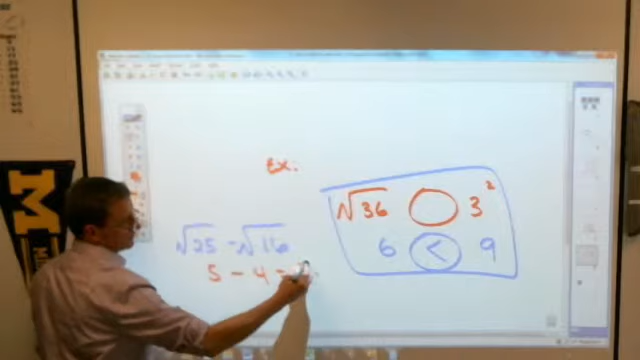 M
Ex:
√36 ◯ 3²
6 < 9
√25 - √16
5 - 4 =